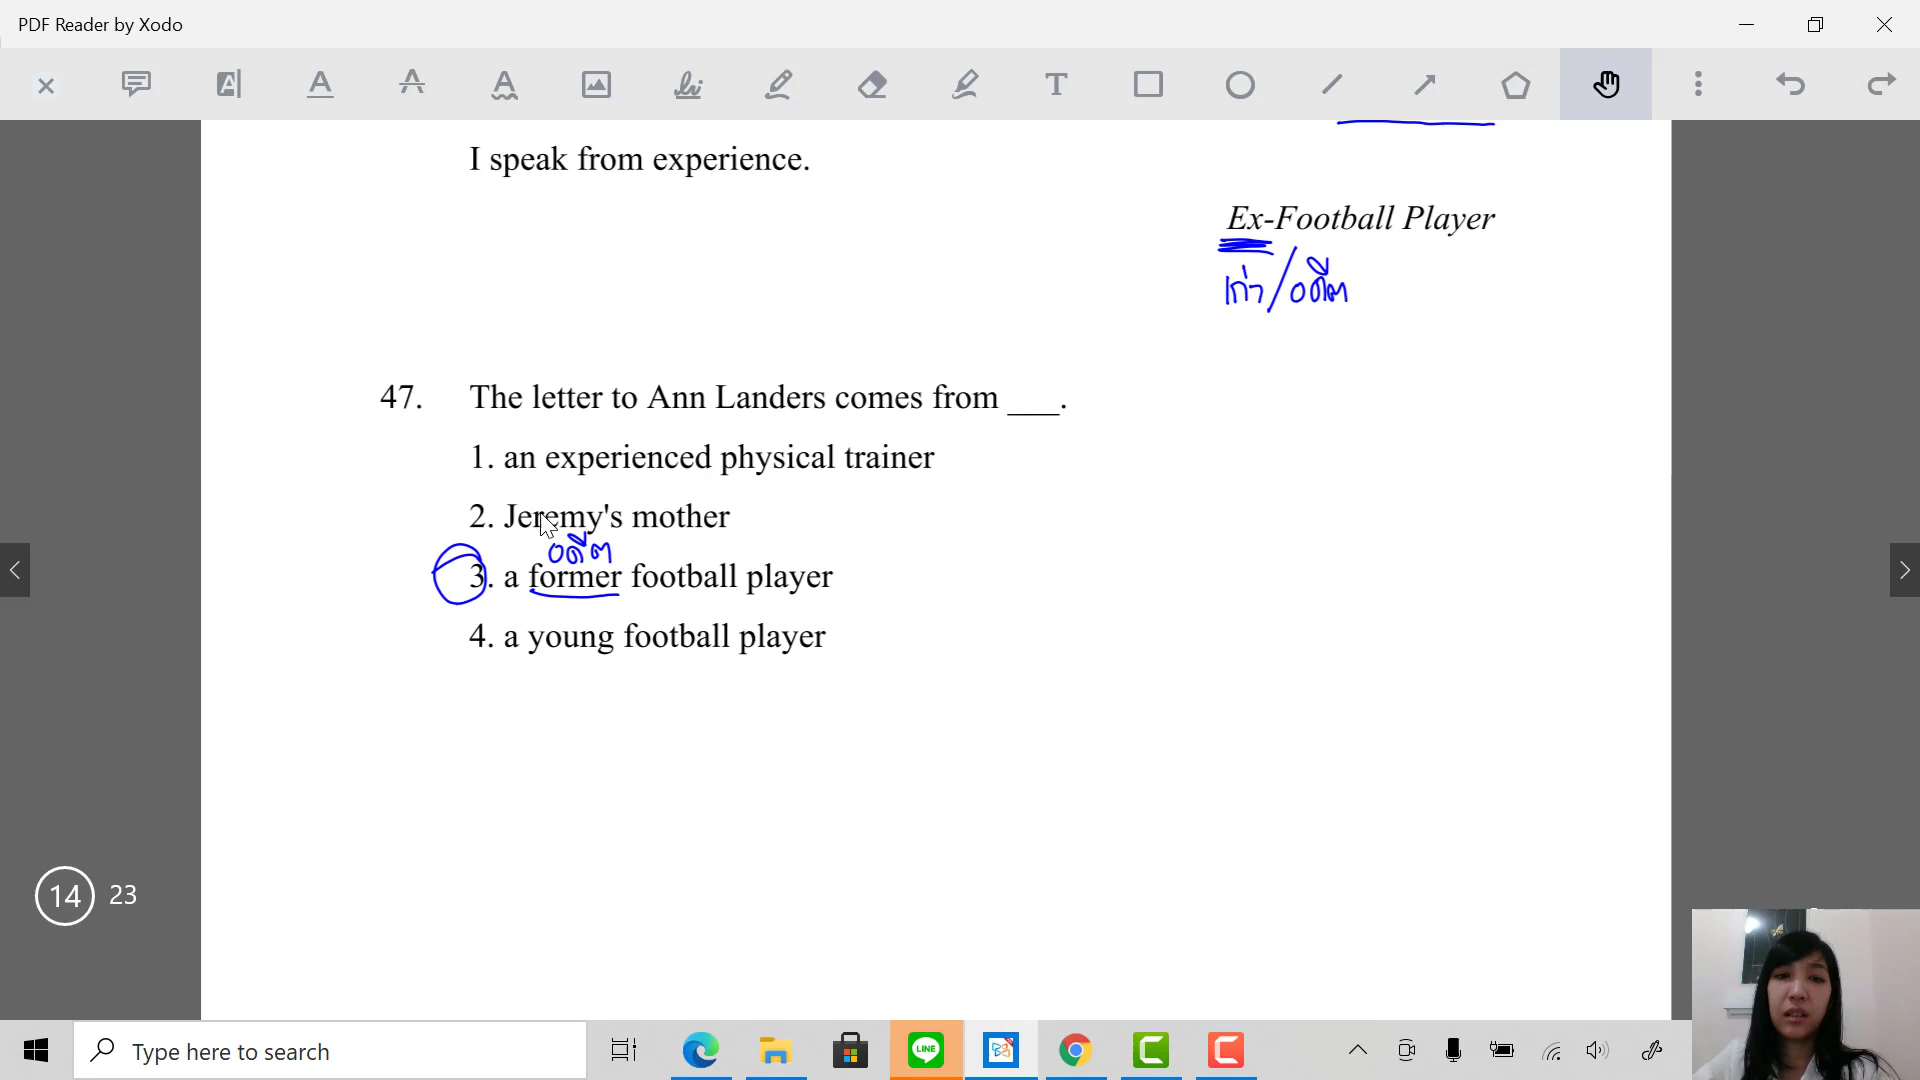 PDF Reader by Xodo
I speak from experience.
Ex-Football Player
เก่า/อดีต
47. The letter to Ann Landers comes from ___.
1. an experienced physical trainer
2. Jeremy's mother
อดีต
3. a former football player
4. a young football player
14 23
Type here to search
LINE